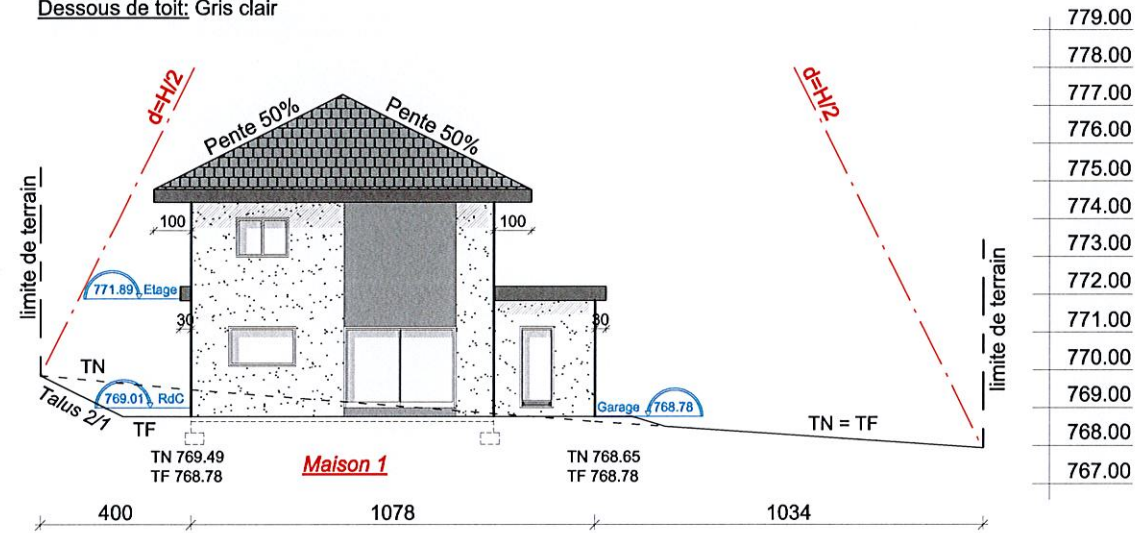 Dessous de toit: Gris clair
779.00
778.00
777.00
776.00
775.00
774.00
773.00
772.00
771.00
770.00
769.00
768.00
767.00
d=H/2
d=H/2
Pente 50%
Pente 50%
limite de terrain
100
100
771.89 Etage
30
30
limite de terrain
TN
769.01 RdC
Talus 2/1
TF
Garage 768.78
TN = TF
TN 769.49
TF 768.78
Maison 1
TN 768.65
TF 768.78
400
1078
1034